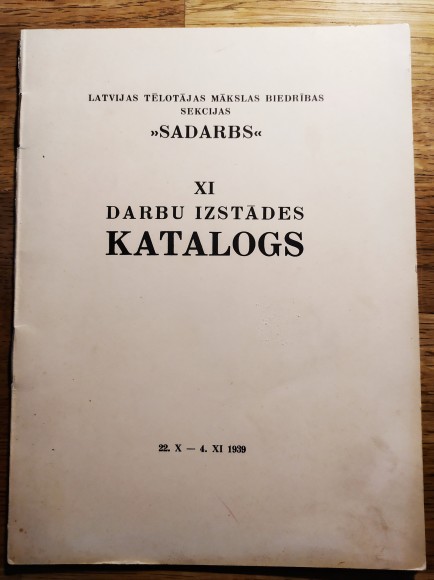 LATVIJAS TĒLOTĀJAS MĀKSLAS BIEDRĪBAS
SEKCIJAS
»SADARBS«
XI
DARBU IZSTĀDES
KATALOGS
22. X — 4. XI 1939